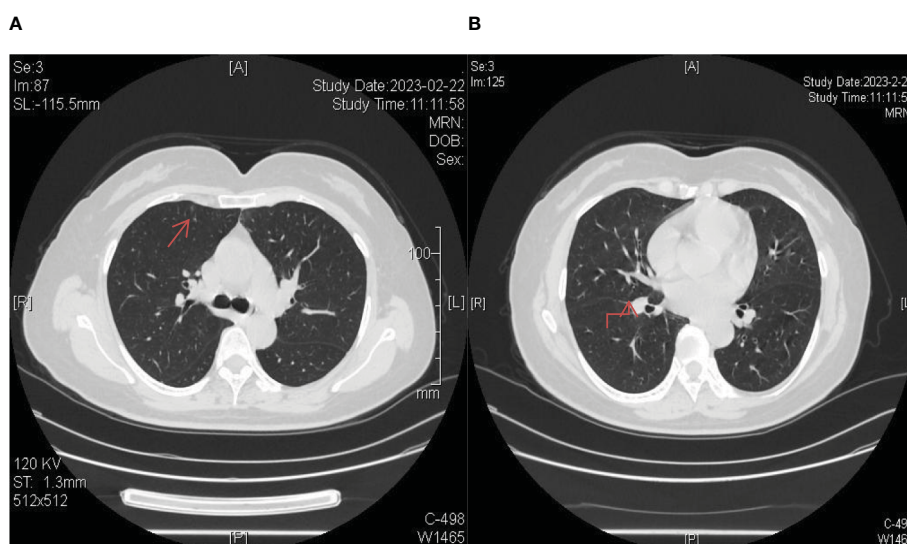 A
B
Se:3
Im:87
SL:-115.5mm
[A]
Study Date:2023-02-22
Study Time:11:11:58
MRN:
DOB:
Sex:
100
[R]
[L]
mm
120 KV
ST: 1.3mm
512x512
[P]
C-498
W1465
Se:3
Im:125
[A]
Study Date:2023-2-2
Study Time:11:11:5
MRN
[R]
[L
[P]
C-49
W146